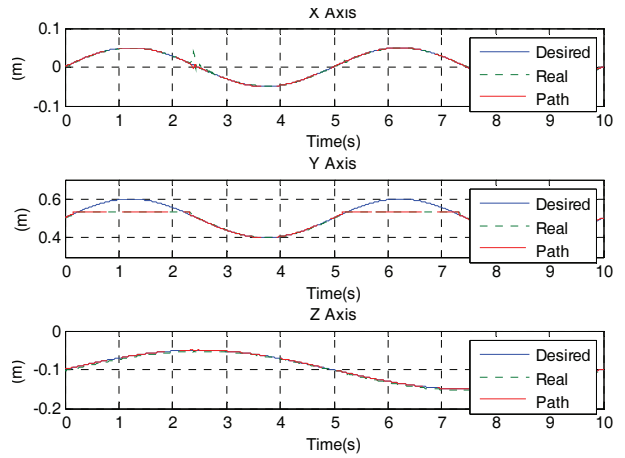 X Axis
0.1
0
-0.1
(m)
0 1 2 3 4 5 6 7 8 9 10
Time(s)
Desired
Real
Path
Y Axis
0.6
0.4
(m)
0 1 2 3 4 5 6 7 8 9 10
Time(s)
Desired
Real
Path
Z Axis
0
-0.1
-0.2
(m)
0 1 2 3 4 5 6 7 8 9 10
Time(s)
Desired
Real
Path